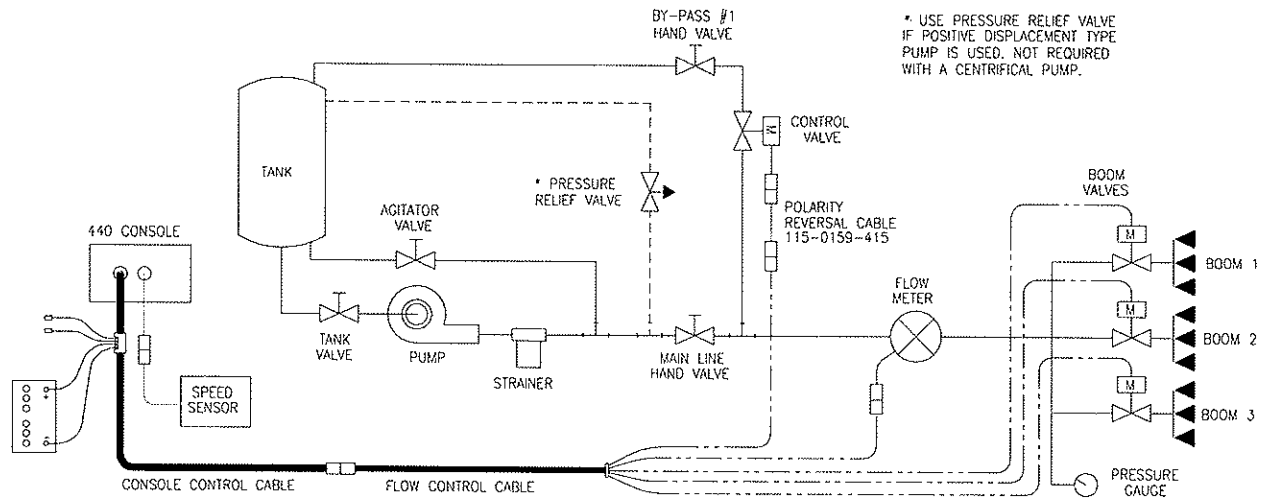 BY-PASS #1
HAND VALVE
* USE PRESSURE RELIEF VALVE
IF POSITIVE DISPLACEMENT TYPE
PUMP IS USED. NOT REQUIRED
WITH A CENTRIFICAL PUMP.
CONTROL
VALVE
M
TANK
* PRESSURE
RELIEF VALVE
BOOM
VALVES
AGITATOR
VALVE
POLARITY
REVERSAL CABLE
115-0159-415
440 CONSOLE
M
BOOM 1
FLOW
METER
M
TANK
VALVE
PUMP
STRAINER
MAIN LINE
HAND VALVE
BOOM 2
SPEED
SENSOR
M
BOOM 3
CONSOLE CONTROL CABLE
FLOW CONTROL CABLE
PRESSURE
GAUGE